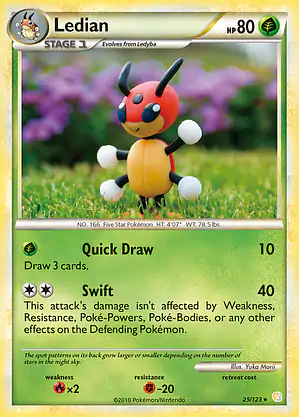 Ledian
HP 80
STAGE 1
Evolves from Ledyba
NO. 166 Five Star Pokémon HT: 4'07" WT: 78.5 lbs.
Quick Draw 10
Draw 3 cards.
Swift 40
This attack's damage isn't affected by Weakness,
Resistance, Poké-Powers, Poké-Bodies, or any other
effects on the Defending Pokémon.
The spot patterns on its back grow larger or smaller depending on the number of
stars in the night sky.
Illus. Yuka Morii
weakness resistance retreat cost
×2 -20
25/123 ★
©2010 Pokémon/Nintendo